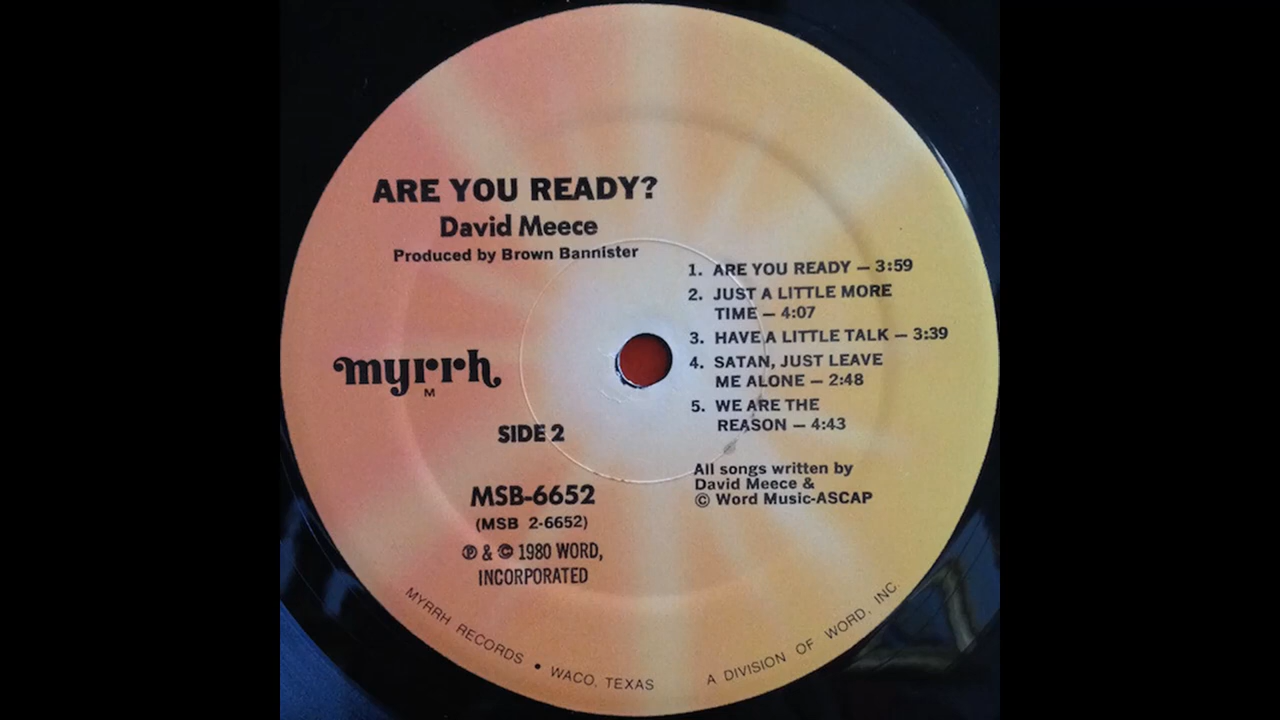 ARE YOU READY?
David Meece
Produced by Brown Bannister
myrrh
M
SIDE 2
MSB-6652
(MSB 2-6652)
℗ & © 1980 WORD,
INCORPORATED
1. ARE YOU READY — 3:59
2. JUST A LITTLE MORE
TIME — 4:07
3. HAVE A LITTLE TALK — 3:39
4. SATAN, JUST LEAVE
ME ALONE — 2:48
5. WE ARE THE
REASON — 4:43
All songs written by
David Meece &
© Word Music-ASCAP
MYRRH RECORDS • WACO, TEXAS A DIVISION OF WORD, INC.